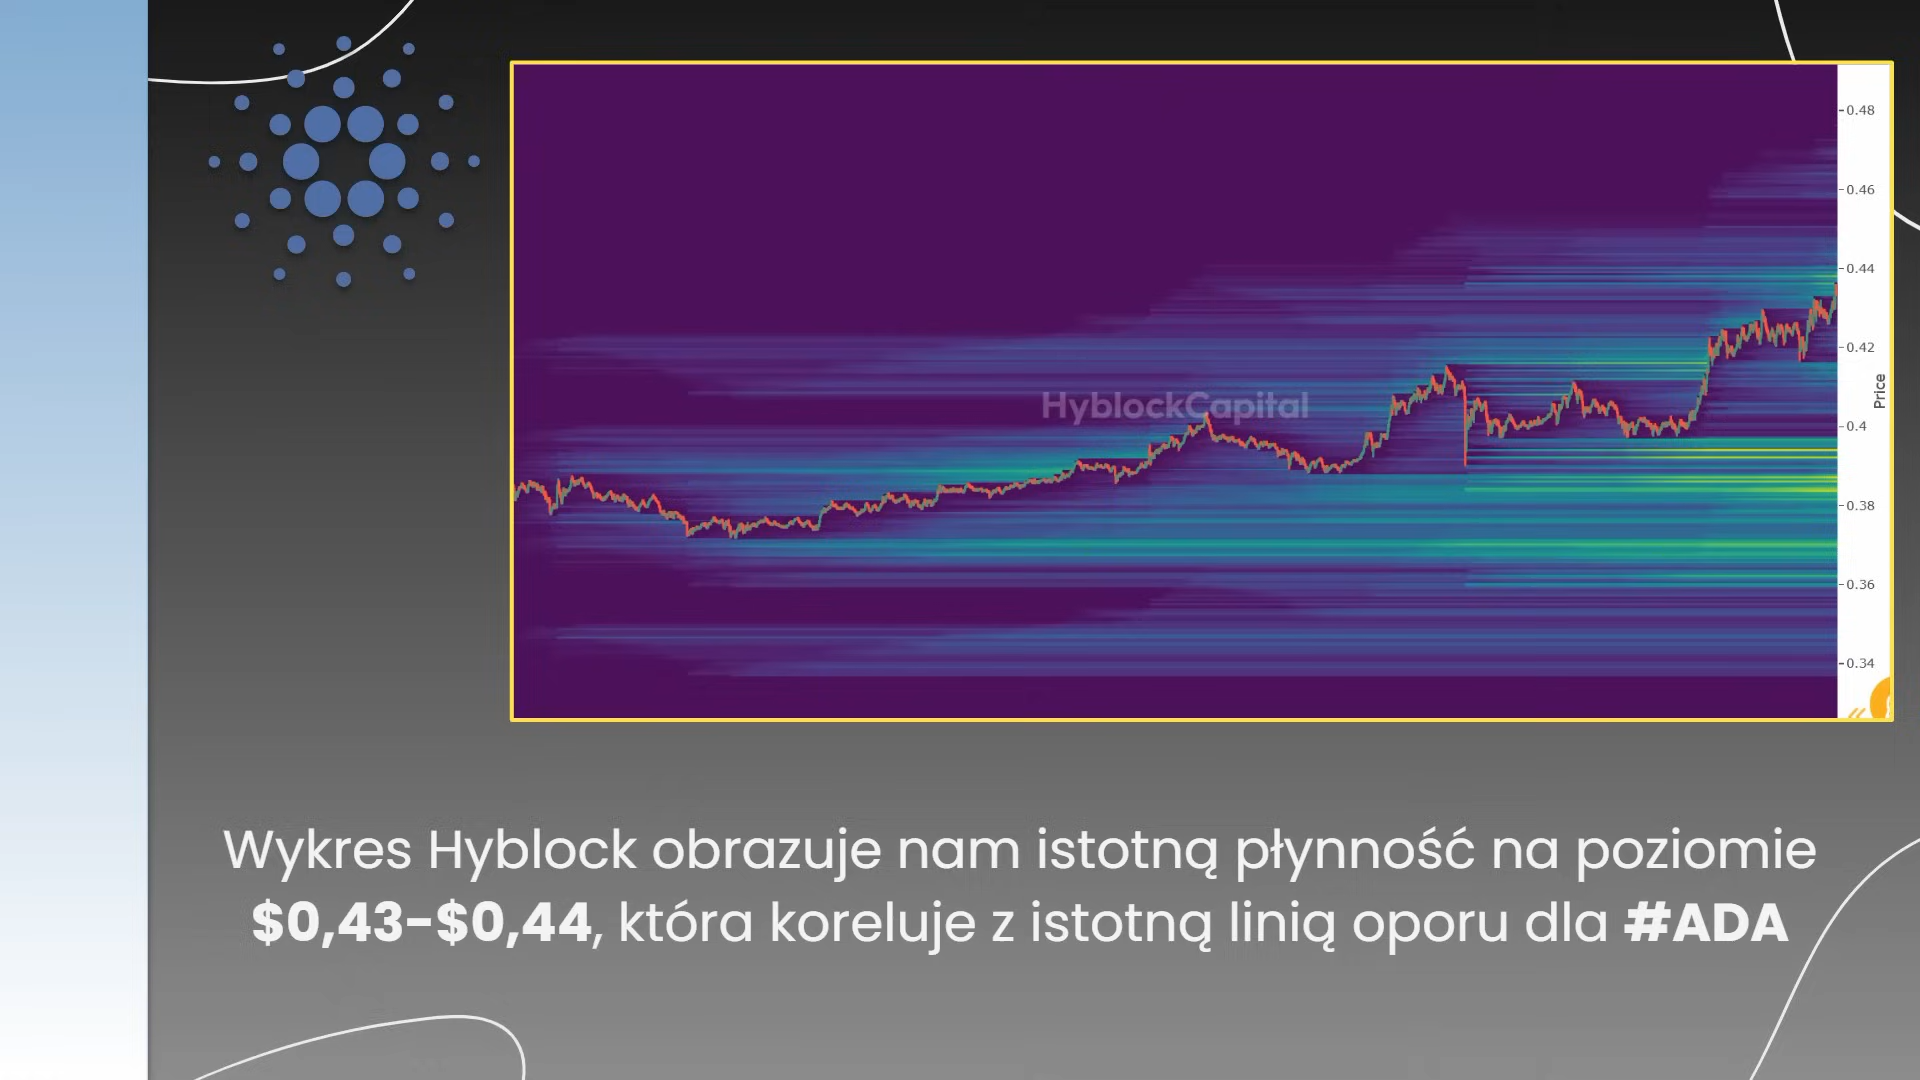 HyblockCapital
0.48
0.46
0.44
0.42
0.4
0.38
0.36
0.34
Price
Wykres Hyblock obrazuje nam istotną płynność na poziomie
$0,43-$0,44, która koreluje z istotną linią oporu dla #ADA